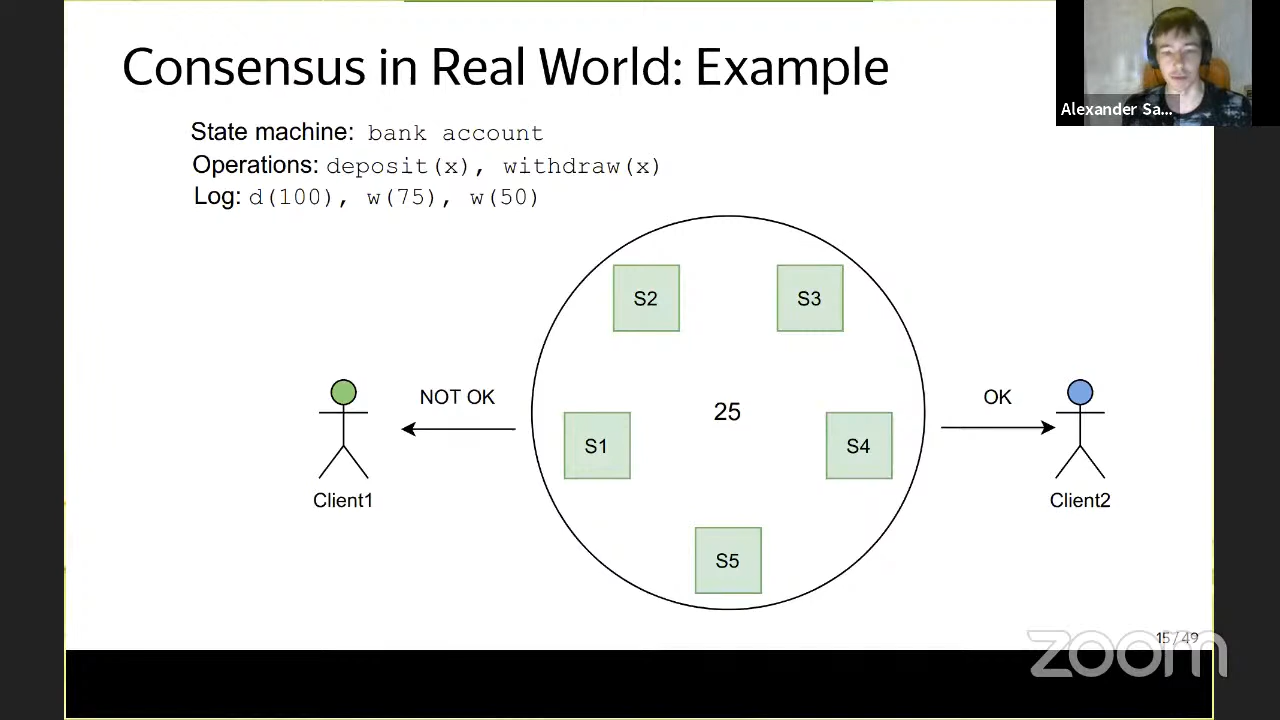 Consensus in Real World: Example
Alexander Sa...
State machine: bank account
Operations: deposit(x), withdraw(x)
Log: d(100), w(75), w(50)
S2
S3
NOT OK
OK
25
S1
S4
Client1
Client2
S5
15/49
zoom